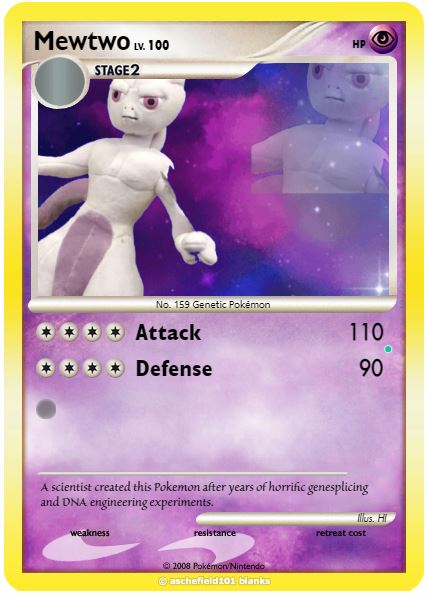 Mewtwo LV. 100 HP
STAGE2
No. 159 Genetic Pokémon
Attack 110
Defense 90
A scientist created this Pokemon after years of horrific genesplicing
and DNA engineering experiments.
Illus. HI
weakness resistance retreat cost
© 2008 Pokémon/Nintendo
© aschefield101 blanks